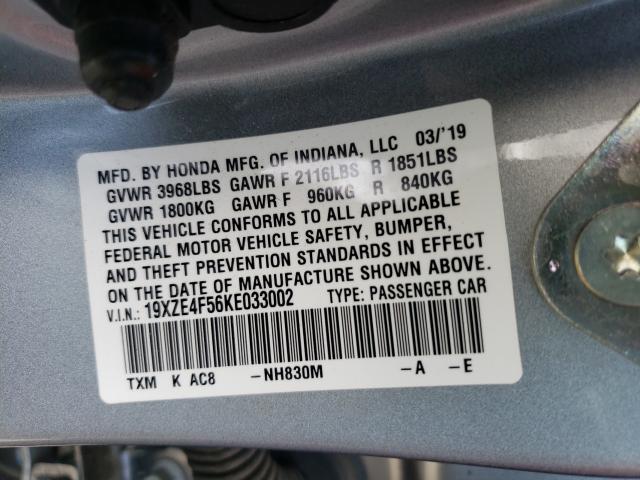 MFD. BY HONDA MFG. OF INDIANA, LLC 03/'19
GVWR 3968LBS GAWR F 2116LBS R 1851LBS
GVWR 1800KG GAWR F 960KG R 840KG
THIS VEHICLE CONFORMS TO ALL APPLICABLE
FEDERAL MOTOR VEHICLE SAFETY, BUMPER,
AND THEFT PREVENTION STANDARDS IN EFFECT
ON THE DATE OF MANUFACTURE SHOWN ABOVE.
V.I.N.: 19XZE4F56KE033002 TYPE: PASSENGER CAR
TXM K AC8 -NH830M -A -E